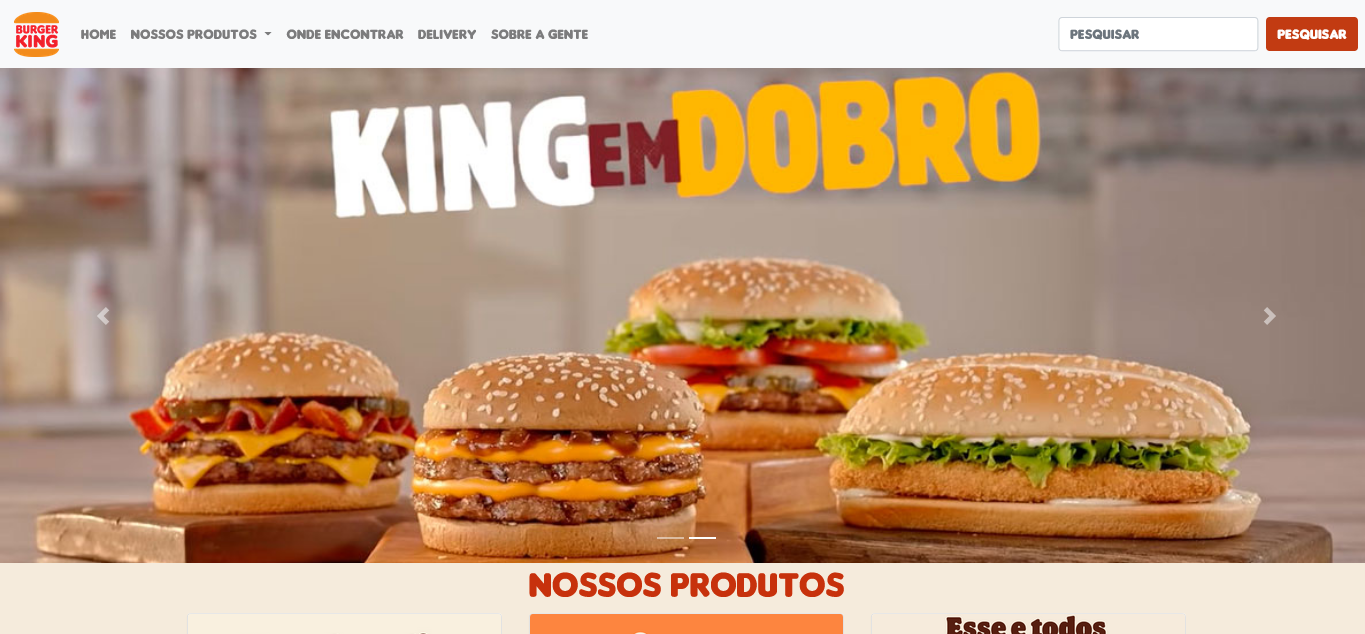 BURGER
KING
HOME
NOSSOS PRODUTOS
ONDE ENCONTRAR
DELIVERY
SOBRE A GENTE
PESQUISAR
PESQUISAR
KING EM DOBRO
NOSSOS PRODUTOS
Esse e todos